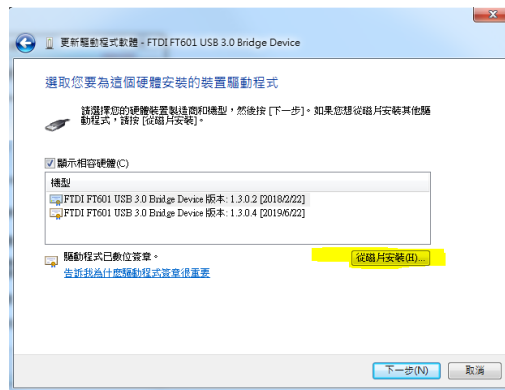 更新驅動程式軟體 - FTDI FT601 USB 3.0 Bridge Device
選取您要為這個硬體安裝的裝置驅動程式
請選擇您的硬體裝置製造商和機型，然後按 [下一步]。如果您想從磁片安裝其他驅
動程式，請按 [從磁片安裝]。
顯示相容硬體(C)
機型
FTDI FT601 USB 3.0 Bridge Device 版本: 1.3.0.2 [2018/2/22]
FTDI FT601 USB 3.0 Bridge Device 版本: 1.3.0.4 [2019/6/22]
驅動程式已數位簽章。
從磁片安裝(H)...
告訴我為什麼驅動程式簽章很重要
下一步(N)
取消